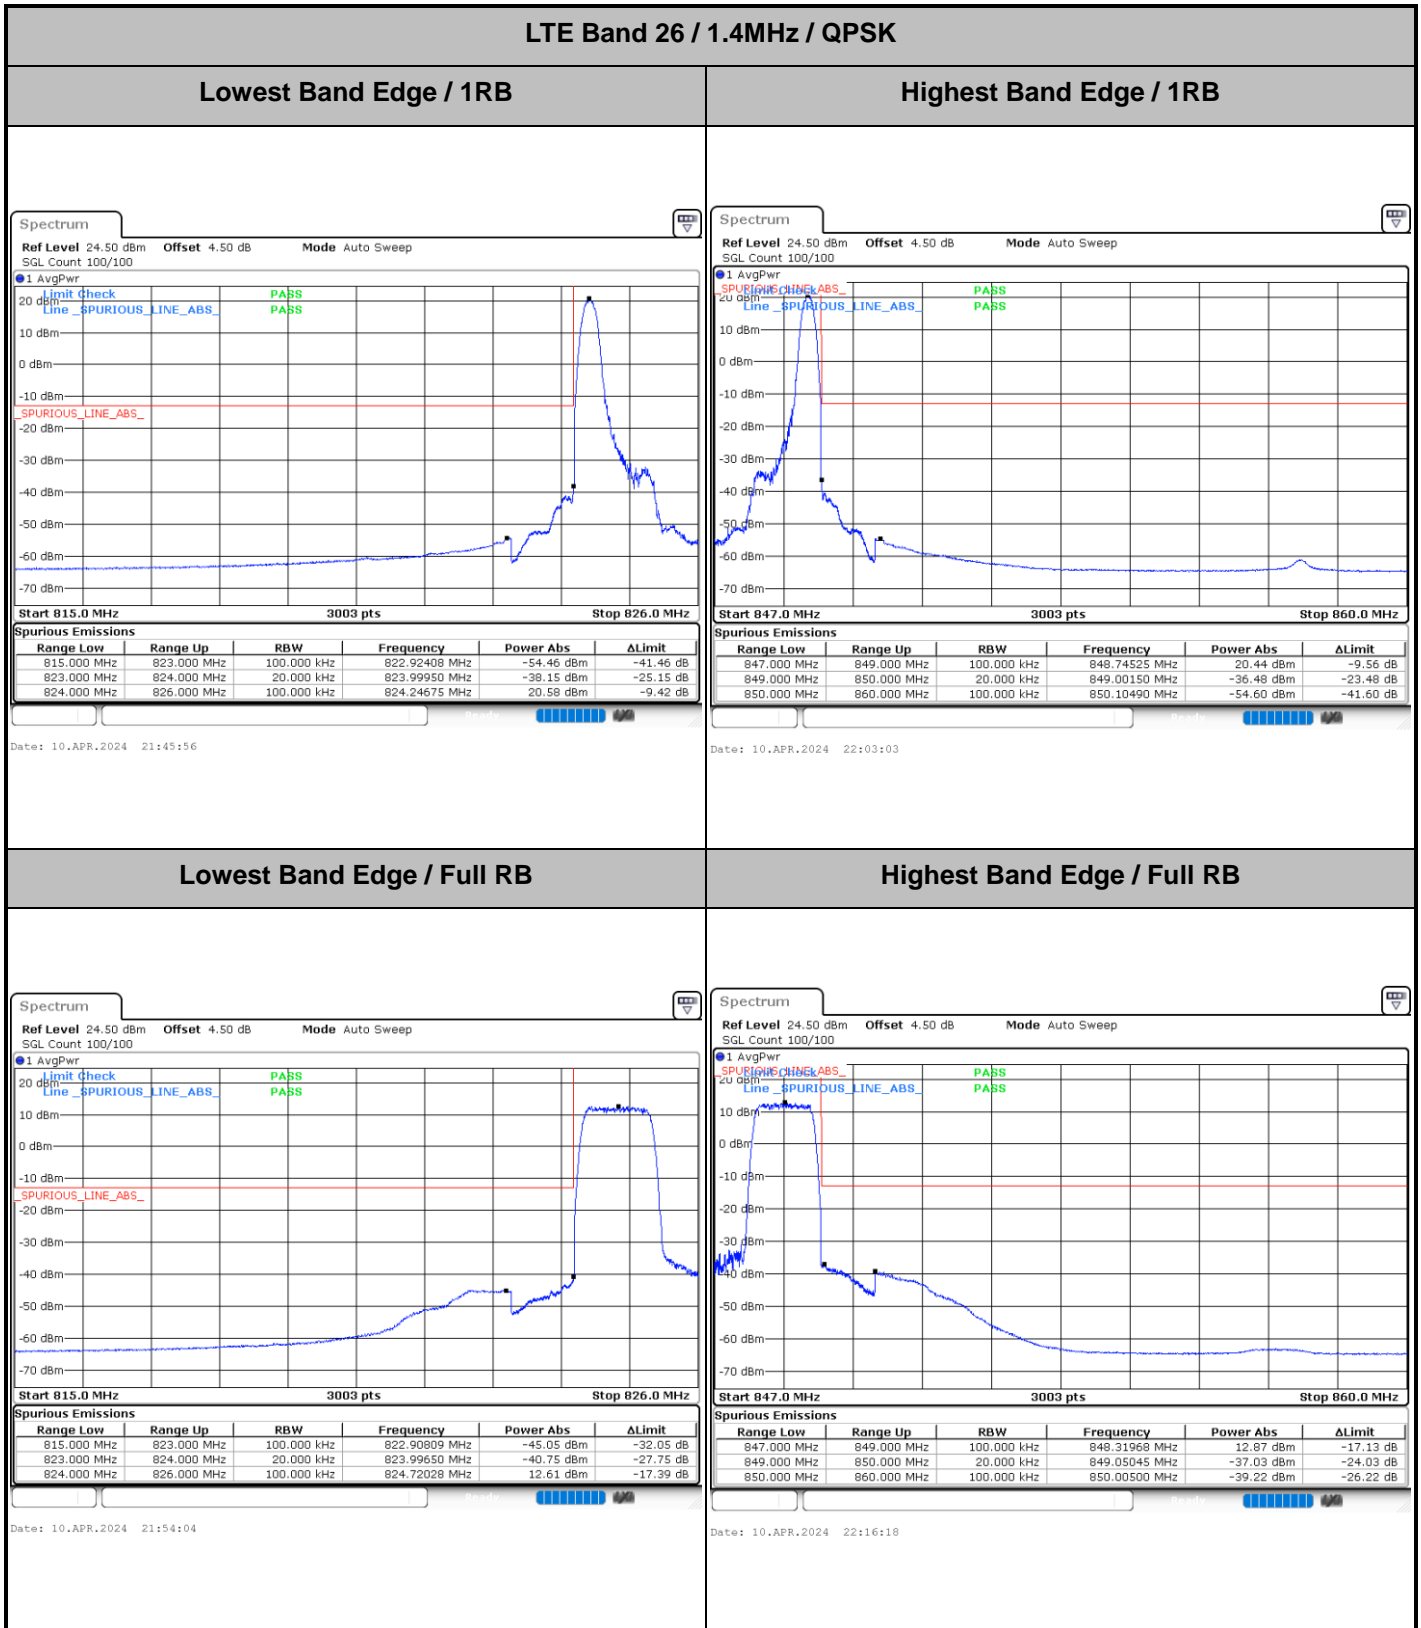 LTE Band 26 / 1.4MHz / QPSK
Lowest Band Edge / 1RB
Highest Band Edge / 1RB
Spectrum
Ref Level 24.50 dBm Offset 4.50 dB Mode Auto Sweep
SGL Count 100/100
1 AvgPwr
Limit Check PASS
20 dBm
Line _SPURIOUS_LINE_ABS_ PASS
10 dBm
0 dBm
-10 dBm
_SPURIOUS_LINE_ABS_
-20 dBm
-30 dBm
-40 dBm
-50 dBm
-60 dBm
-70 dBm
Start 815.0 MHz 3003 pts Stop 826.0 MHz
Spurious Emissions
Range Low Range Up RBW Frequency Power Abs ΔLimit
815.000 MHz 823.000 MHz 100.000 kHz 822.92408 MHz -54.46 dBm -41.46 dB
823.000 MHz 824.000 MHz 20.000 kHz 823.99950 MHz -38.15 dBm -25.15 dB
824.000 MHz 826.000 MHz 100.000 kHz 824.24675 MHz 20.58 dBm -9.42 dB
Ready
Date: 10.APR.2024 21:45:56
Spectrum
Ref Level 24.50 dBm Offset 4.50 dB Mode Auto Sweep
SGL Count 100/100
1 AvgPwr
_SPURIOUS_LINE_ABS_
Limit Check PASS
20 dBm
Line _SPURIOUS_LINE_ABS_ PASS
10 dBm
0 dBm
-10 dBm
-20 dBm
-30 dBm
-40 dBm
-50 dBm
-60 dBm
-70 dBm
Start 847.0 MHz 3003 pts Stop 860.0 MHz
Spurious Emissions
Range Low Range Up RBW Frequency Power Abs ΔLimit
847.000 MHz 849.000 MHz 100.000 kHz 848.74525 MHz 20.44 dBm -9.56 dB
849.000 MHz 850.000 MHz 20.000 kHz 849.00150 MHz -36.48 dBm -23.48 dB
850.000 MHz 860.000 MHz 100.000 kHz 850.10490 MHz -54.60 dBm -41.60 dB
Ready
Date: 10.APR.2024 22:03:03
Lowest Band Edge / Full RB
Highest Band Edge / Full RB
Spectrum
Ref Level 24.50 dBm Offset 4.50 dB Mode Auto Sweep
SGL Count 100/100
1 AvgPwr
Limit Check PASS
20 dBm
Line _SPURIOUS_LINE_ABS_ PASS
10 dBm
0 dBm
-10 dBm
_SPURIOUS_LINE_ABS_
-20 dBm
-30 dBm
-40 dBm
-50 dBm
-60 dBm
-70 dBm
Start 815.0 MHz 3003 pts Stop 826.0 MHz
Spurious Emissions
Range Low Range Up RBW Frequency Power Abs ΔLimit
815.000 MHz 823.000 MHz 100.000 kHz 822.90809 MHz -45.05 dBm -32.05 dB
823.000 MHz 824.000 MHz 20.000 kHz 823.99650 MHz -40.75 dBm -27.75 dB
824.000 MHz 826.000 MHz 100.000 kHz 824.72028 MHz 12.61 dBm -17.39 dB
Ready
Date: 10.APR.2024 21:54:04
Spectrum
Ref Level 24.50 dBm Offset 4.50 dB Mode Auto Sweep
SGL Count 100/100
1 AvgPwr
_SPURIOUS_LINE_ABS_
Limit Check PASS
20 dBm
Line _SPURIOUS_LINE_ABS_ PASS
10 dBm
0 dBm
-10 dBm
-20 dBm
-30 dBm
-40 dBm
-50 dBm
-60 dBm
-70 dBm
Start 847.0 MHz 3003 pts Stop 860.0 MHz
Spurious Emissions
Range Low Range Up RBW Frequency Power Abs ΔLimit
847.000 MHz 849.000 MHz 100.000 kHz 848.31968 MHz 12.87 dBm -17.13 dB
849.000 MHz 850.000 MHz 20.000 kHz 849.05045 MHz -37.03 dBm -24.03 dB
850.000 MHz 860.000 MHz 100.000 kHz 850.00500 MHz -39.22 dBm -26.22 dB
Ready
Date: 10.APR.2024 22:16:18